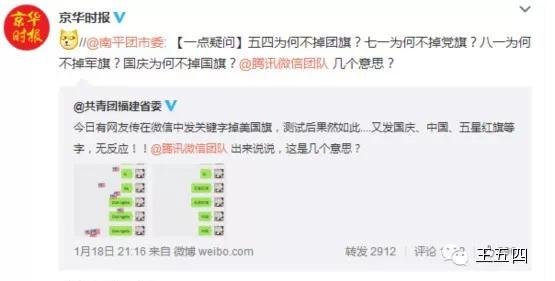 京华时报
京华
时报
//@南平团市委:【一点疑问】五四为何不掉团旗?七一为何不掉党旗?八一为何
不掉军旗?国庆为何不掉国旗?@腾讯微信团队 几个意思?
@共青团福建省委
今日有网友传在微信中发关键字掉美国旗,测试后果然如此....又发国庆、中国、五星红旗等
字,无反应!!@腾讯微信团队 出来说说,这是几个意思?
1月18日 21:16 来自 微博 weibo.com
转发 2912
评论
王五四